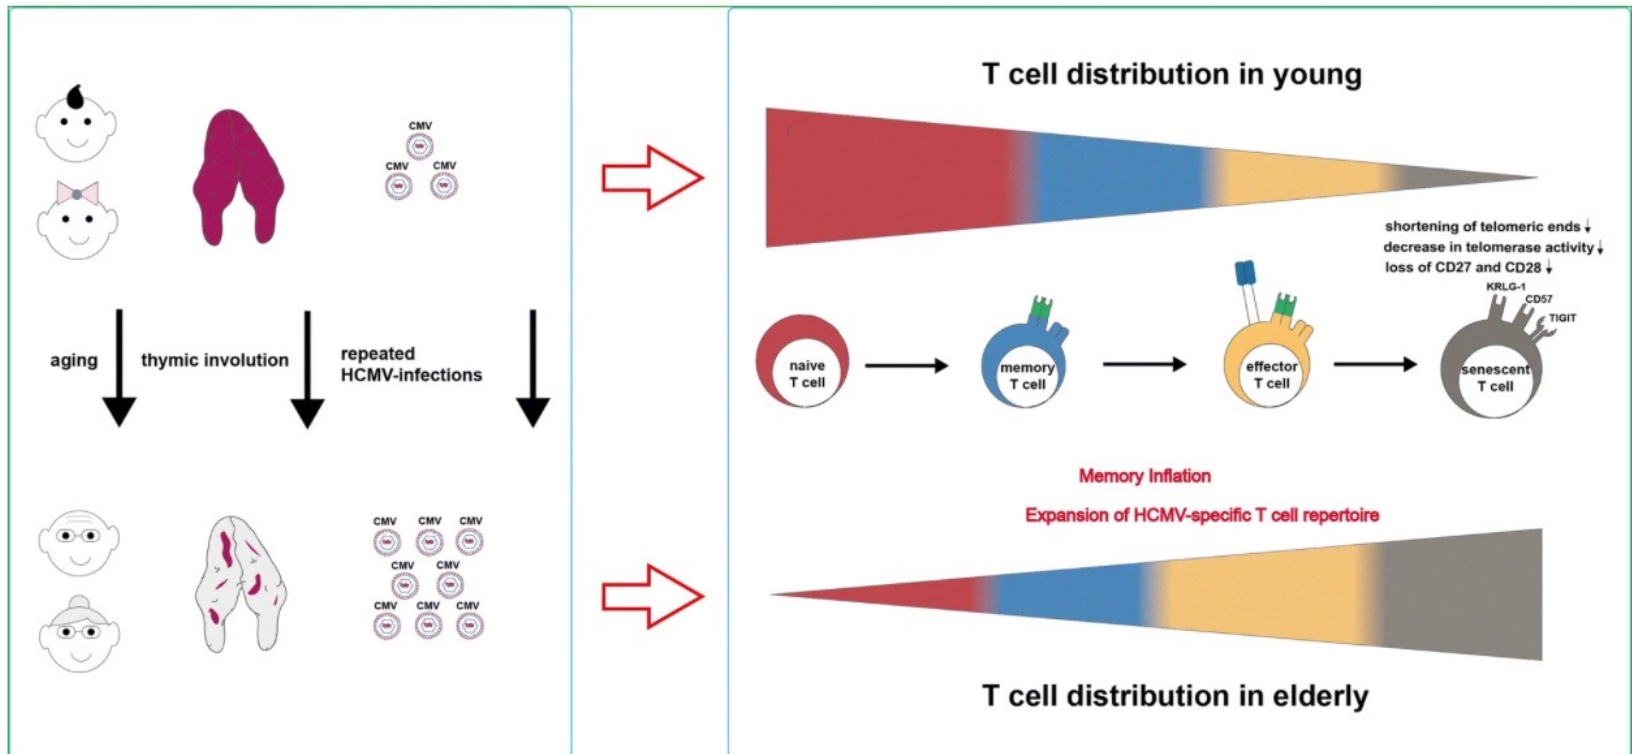 CMV
CMV CMV
aging
thymic involution
repeated
HCMV-infections
CMV CMV CMV
CMV CMV
CMV CMV CMV
T cell distribution in young
shortening of telomeric ends ↓
decrease in telomerase activity ↓
loss of CD27 and CD28 ↓
KRLG-1
CD57
TIGIT
naive
T cell
memory
T cell
effector
T cell
senescent
T cell
Memory Inflation
Expansion of HCMV-specific T cell repertoire
T cell distribution in elderly